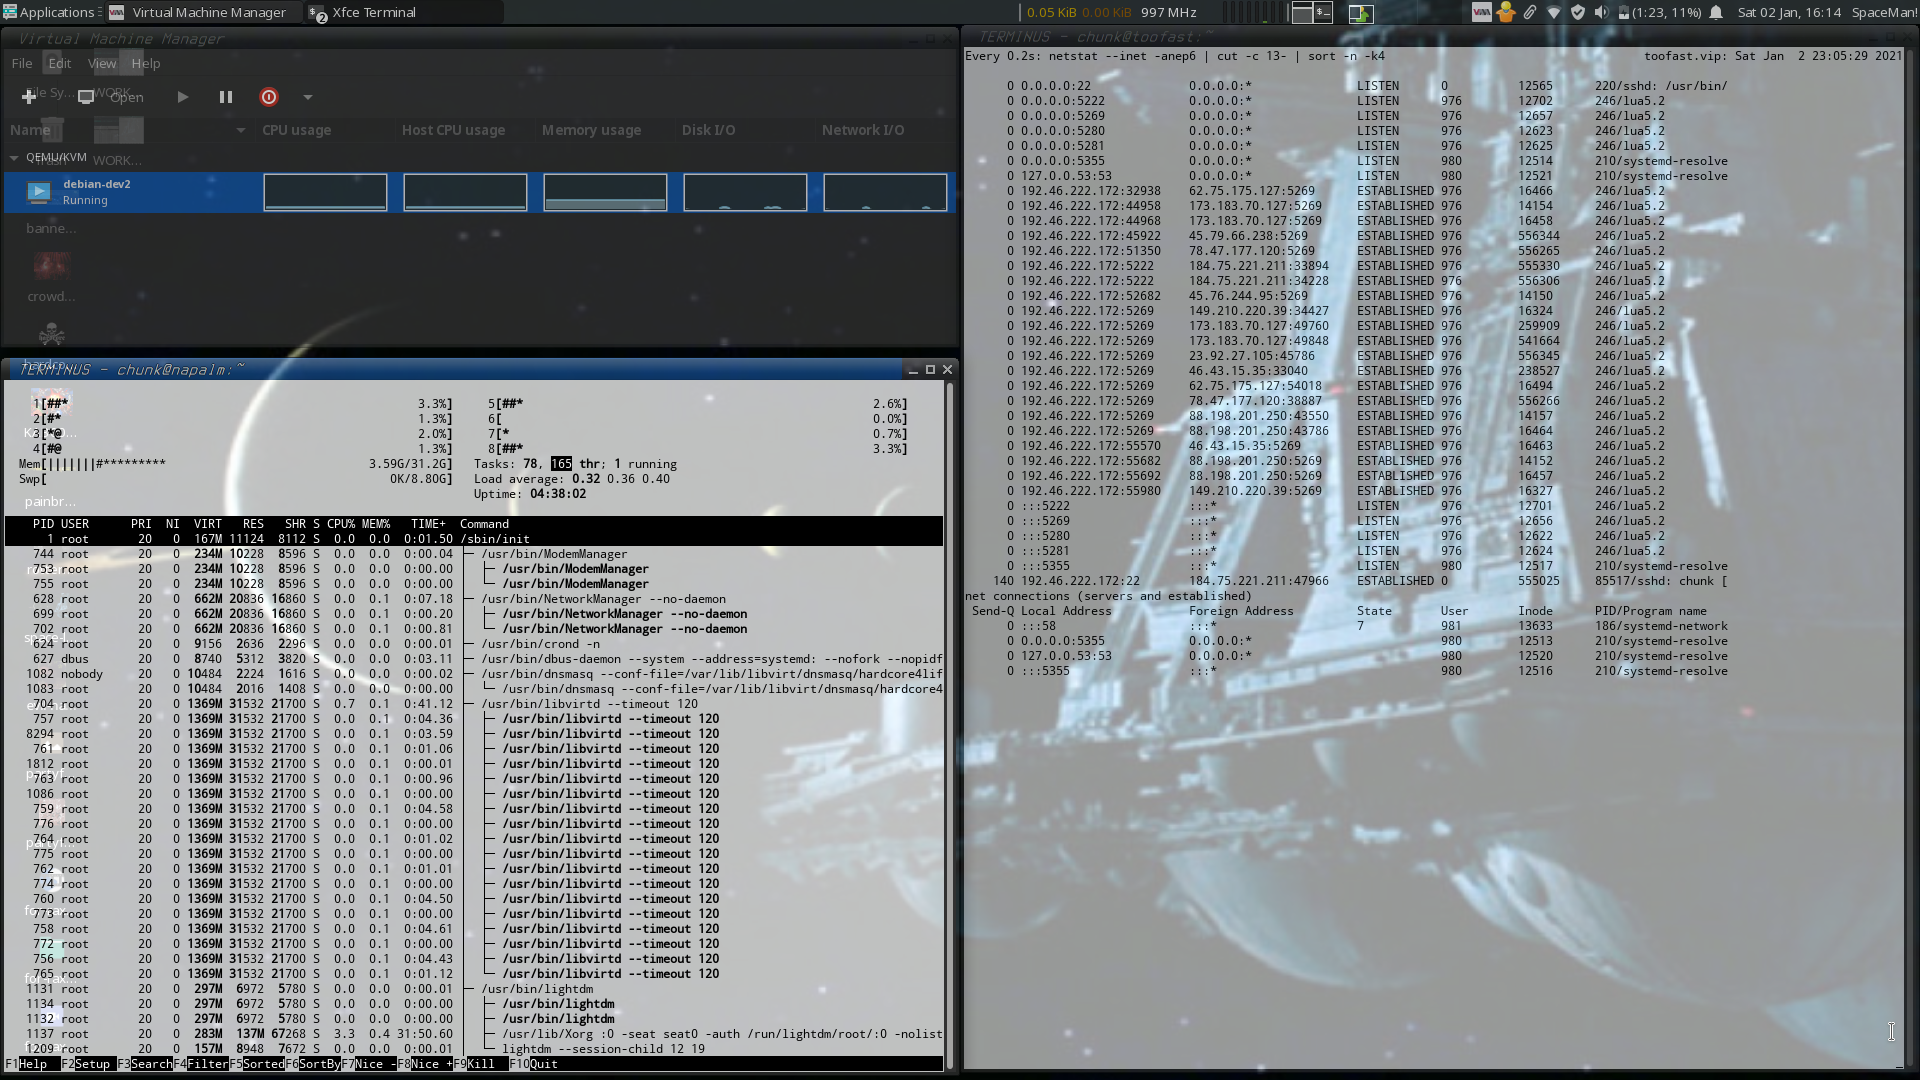 Applications
Virtual Machine Manager
2 Xfce Terminal
0.05 KiB 0.00 KiB 997 MHz
(1:23, 11%)
Sat 02 Jan, 16:14 SpaceMan!
Virtual Machine Manager
File Edit View Help
File Sy... WORK
Open
Name CPU usage Host CPU usage Memory usage Disk I/O Network I/O
WORK...
QEMU/KVM
debian-dev2
Running
banne...
crowd...
TERMINUS - chunk@napalm:~
1[##* 3.3%] 5[##* 2.6%]
2[#* 1.3%] 6[ 0.0%]
3[*@ 2.0%] 7[* 0.7%]
4[#@ 1.3%] 8[##* 3.3%]
Mem[|||||||#********* 3.59G/31.2G] Tasks: 78, 165 thr; 1 running
Swp[ 0K/8.80G] Load average: 0.32 0.36 0.40
Uptime: 04:38:02
painbr...
PID USER PRI NI VIRT RES SHR S CPU% MEM% TIME+ Command
1 root 20 0 167M 11124 8112 S 0.0 0.0 0:01.50 /sbin/init
744 root 20 0 234M 10228 8596 S 0.0 0.0 0:00.04 /usr/bin/ModemManager
753 root 20 0 234M 10228 8596 S 0.0 0.0 0:00.00 /usr/bin/ModemManager
755 root 20 0 234M 10228 8596 S 0.0 0.0 0:00.00 /usr/bin/ModemManager
628 root 20 0 662M 20836 16860 S 0.0 0.1 0:07.18 /usr/bin/NetworkManager --no-daemon
699 root 20 0 662M 20836 16860 S 0.0 0.1 0:00.20 /usr/bin/NetworkManager --no-daemon
702 root 20 0 662M 20836 16860 S 0.0 0.1 0:00.81 /usr/bin/NetworkManager --no-daemon
624 root 20 0 9156 2636 2296 S 0.0 0.0 0:00.01 /usr/bin/crond -n
627 dbus 20 0 8740 5312 3820 S 0.0 0.0 0:03.11 /usr/bin/dbus-daemon --system --address=systemd: --nofork --nopidf
1082 nobody 20 0 10484 2224 1616 S 0.0 0.0 0:00.02 /usr/bin/dnsmasq --conf-file=/var/lib/libvirt/dnsmasq/hardcore4lif
1083 root 20 0 10484 2016 1408 S 0.0 0.0 0:00.00 /usr/bin/dnsmasq --conf-file=/var/lib/libvirt/dnsmasq/hardcore4
704 root 20 0 1369M 31532 21700 S 0.7 0.1 0:41.12 /usr/bin/libvirtd --timeout 120
757 root 20 0 1369M 31532 21700 S 0.0 0.1 0:04.36 /usr/bin/libvirtd --timeout 120
8294 root 20 0 1369M 31532 21700 S 0.0 0.1 0:03.59 /usr/bin/libvirtd --timeout 120
761 root 20 0 1369M 31532 21700 S 0.0 0.1 0:01.06 /usr/bin/libvirtd --timeout 120
1812 root 20 0 1369M 31532 21700 S 0.0 0.1 0:00.01 /usr/bin/libvirtd --timeout 120
763 root 20 0 1369M 31532 21700 S 0.0 0.1 0:00.96 /usr/bin/libvirtd --timeout 120
1086 root 20 0 1369M 31532 21700 S 0.0 0.1 0:00.00 /usr/bin/libvirtd --timeout 120
759 root 20 0 1369M 31532 21700 S 0.0 0.1 0:04.58 /usr/bin/libvirtd --timeout 120
776 root 20 0 1369M 31532 21700 S 0.0 0.1 0:00.00 /usr/bin/libvirtd --timeout 120
764 root 20 0 1369M 31532 21700 S 0.0 0.1 0:01.02 /usr/bin/libvirtd --timeout 120
775 root 20 0 1369M 31532 21700 S 0.0 0.1 0:00.00 /usr/bin/libvirtd --timeout 120
762 root 20 0 1369M 31532 21700 S 0.0 0.1 0:01.01 /usr/bin/libvirtd --timeout 120
774 root 20 0 1369M 31532 21700 S 0.0 0.1 0:00.00 /usr/bin/libvirtd --timeout 120
760 root 20 0 1369M 31532 21700 S 0.0 0.1 0:04.50 /usr/bin/libvirtd --timeout 120
773 root 20 0 1369M 31532 21700 S 0.0 0.1 0:00.00 /usr/bin/libvirtd --timeout 120
758 root 20 0 1369M 31532 21700 S 0.0 0.1 0:04.61 /usr/bin/libvirtd --timeout 120
772 root 20 0 1369M 31532 21700 S 0.0 0.1 0:00.00 /usr/bin/libvirtd --timeout 120
756 root 20 0 1369M 31532 21700 S 0.0 0.1 0:04.43 /usr/bin/libvirtd --timeout 120
765 root 20 0 1369M 31532 21700 S 0.0 0.1 0:01.12 /usr/bin/libvirtd --timeout 120
1131 root 20 0 297M 6972 5780 S 0.0 0.0 0:00.01 /usr/bin/lightdm
1134 root 20 0 297M 6972 5780 S 0.0 0.0 0:00.00 /usr/bin/lightdm
1132 root 20 0 297M 6972 5780 S 0.0 0.0 0:00.00 /usr/bin/lightdm
1137 root 20 0 283M 137M 67268 S 3.3 0.4 31:50.60 /usr/lib/Xorg :0 -seat seat0 -auth /run/lightdm/root/:0 -nolist
1209 root 20 0 157M 8948 7672 S 0.0 0.0 0:00.01 lightdm --session-child 12 19
F1Help F2Setup F3SearchF4FilterF5SortedF6SortByF7Nice -F8Nice +F9Kill F10Quit
TERMINUS - chunk@toofast:~
Every 0.2s: netstat --inet -anep6 | cut -c 13- | sort -n -k4 toofast.vip: Sat Jan 2 23:05:29 2021
0 0.0.0.0:22 0.0.0.0:* LISTEN 0 12565 220/sshd: /usr/bin/
0 0.0.0.0:5222 0.0.0.0:* LISTEN 976 12702 246/lua5.2
0 0.0.0.0:5269 0.0.0.0:* LISTEN 976 12657 246/lua5.2
0 0.0.0.0:5280 0.0.0.0:* LISTEN 976 12623 246/lua5.2
0 0.0.0.0:5281 0.0.0.0:* LISTEN 976 12625 246/lua5.2
0 0.0.0.0:5355 0.0.0.0:* LISTEN 980 12514 210/systemd-resolve
0 127.0.0.53:53 0.0.0.0:* LISTEN 980 12521 210/systemd-resolve
0 192.46.222.172:32938 62.75.175.127:5269 ESTABLISHED 976 16466 246/lua5.2
0 192.46.222.172:44958 173.183.70.127:5269 ESTABLISHED 976 14154 246/lua5.2
0 192.46.222.172:44968 173.183.70.127:5269 ESTABLISHED 976 16458 246/lua5.2
0 192.46.222.172:45922 45.79.66.238:5269 ESTABLISHED 976 556344 246/lua5.2
0 192.46.222.172:51350 78.47.177.120:5269 ESTABLISHED 976 556265 246/lua5.2
0 192.46.222.172:5222 184.75.221.211:33894 ESTABLISHED 976 555330 246/lua5.2
0 192.46.222.172:5222 184.75.221.211:34228 ESTABLISHED 976 556306 246/lua5.2
0 192.46.222.172:52682 45.76.244.95:5269 ESTABLISHED 976 14150 246/lua5.2
0 192.46.222.172:5269 149.210.220.39:34427 ESTABLISHED 976 16324 246/lua5.2
0 192.46.222.172:5269 173.183.70.127:49760 ESTABLISHED 976 259909 246/lua5.2
0 192.46.222.172:5269 173.183.70.127:49848 ESTABLISHED 976 541664 246/lua5.2
0 192.46.222.172:5269 23.92.27.105:45786 ESTABLISHED 976 556345 246/lua5.2
0 192.46.222.172:5269 46.43.15.35:33040 ESTABLISHED 976 238527 246/lua5.2
0 192.46.222.172:5269 62.75.175.127:54018 ESTABLISHED 976 16494 246/lua5.2
0 192.46.222.172:5269 78.47.177.120:38887 ESTABLISHED 976 556266 246/lua5.2
0 192.46.222.172:5269 88.198.201.250:43550 ESTABLISHED 976 14157 246/lua5.2
0 192.46.222.172:5269 88.198.201.250:43786 ESTABLISHED 976 16464 246/lua5.2
0 192.46.222.172:55570 46.43.15.35:5269 ESTABLISHED 976 16463 246/lua5.2
0 192.46.222.172:55682 88.198.201.250:5269 ESTABLISHED 976 14152 246/lua5.2
0 192.46.222.172:55692 88.198.201.250:5269 ESTABLISHED 976 16457 246/lua5.2
0 192.46.222.172:55980 149.210.220.39:5269 ESTABLISHED 976 16327 246/lua5.2
0 :::5222 :::* LISTEN 976 12701 246/lua5.2
0 :::5269 :::* LISTEN 976 12656 246/lua5.2
0 :::5280 :::* LISTEN 976 12622 246/lua5.2
0 :::5281 :::* LISTEN 976 12624 246/lua5.2
0 :::5355 :::* LISTEN 980 12517 210/systemd-resolve
140 192.46.222.172:22 184.75.221.211:47966 ESTABLISHED 0 555025 85517/sshd: chunk [
net connections (servers and established)
Send-Q Local Address Foreign Address State User Inode PID/Program name
0 :::58 :::* 7 981 13633 186/systemd-network
0 0.0.0.0:5355 0.0.0.0:* 980 12513 210/systemd-resolve
0 127.0.0.53:53 0.0.0.0:* 980 12520 210/systemd-resolve
0 :::5355 :::* 980 12516 210/systemd-resolve